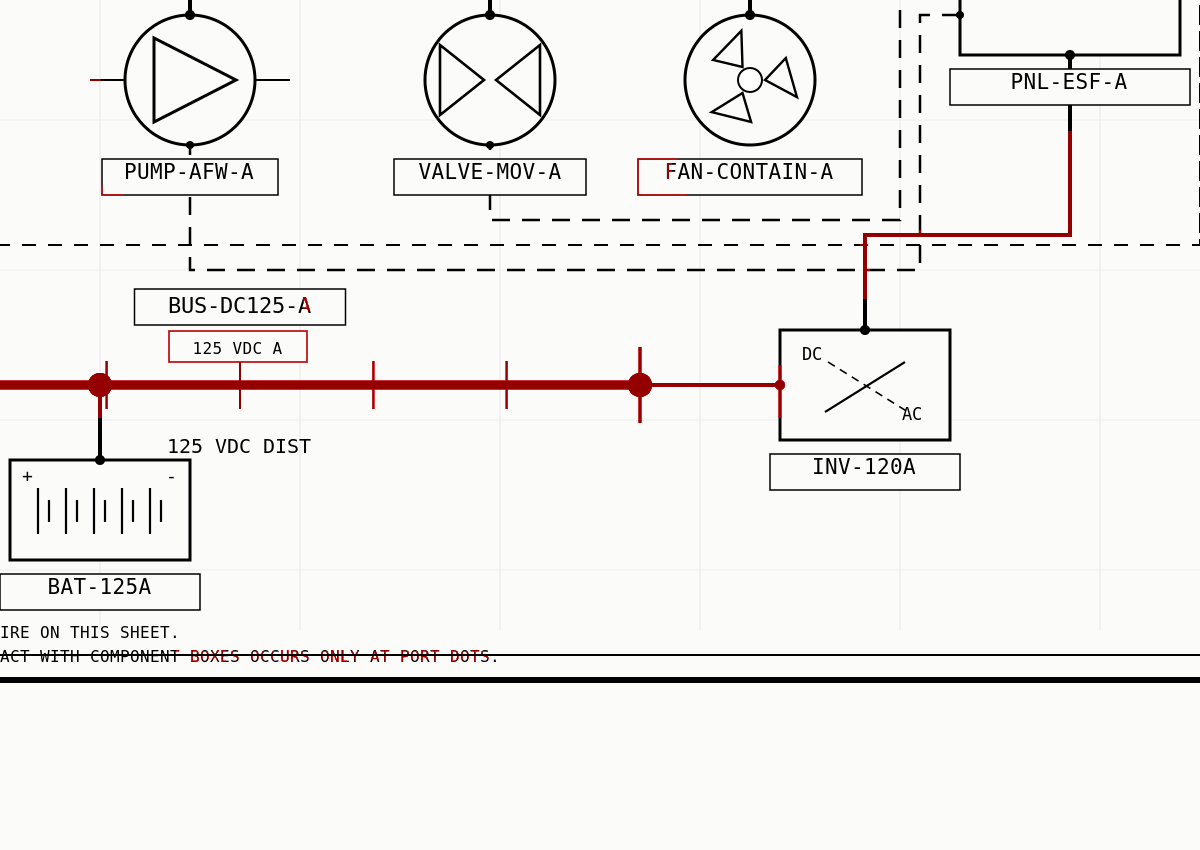 PNL-ESF-A
PUMP-AFW-A
VALVE-MOV-A
FAN-CONTAIN-A
BUS-DC125-A
125 VDC A
DC
AC
125 VDC DIST
INV-120A
+ -
BAT-125A
IRE ON THIS SHEET.
ACT WITH COMPONENT BOXES OCCURS ONLY AT PORT DOTS.